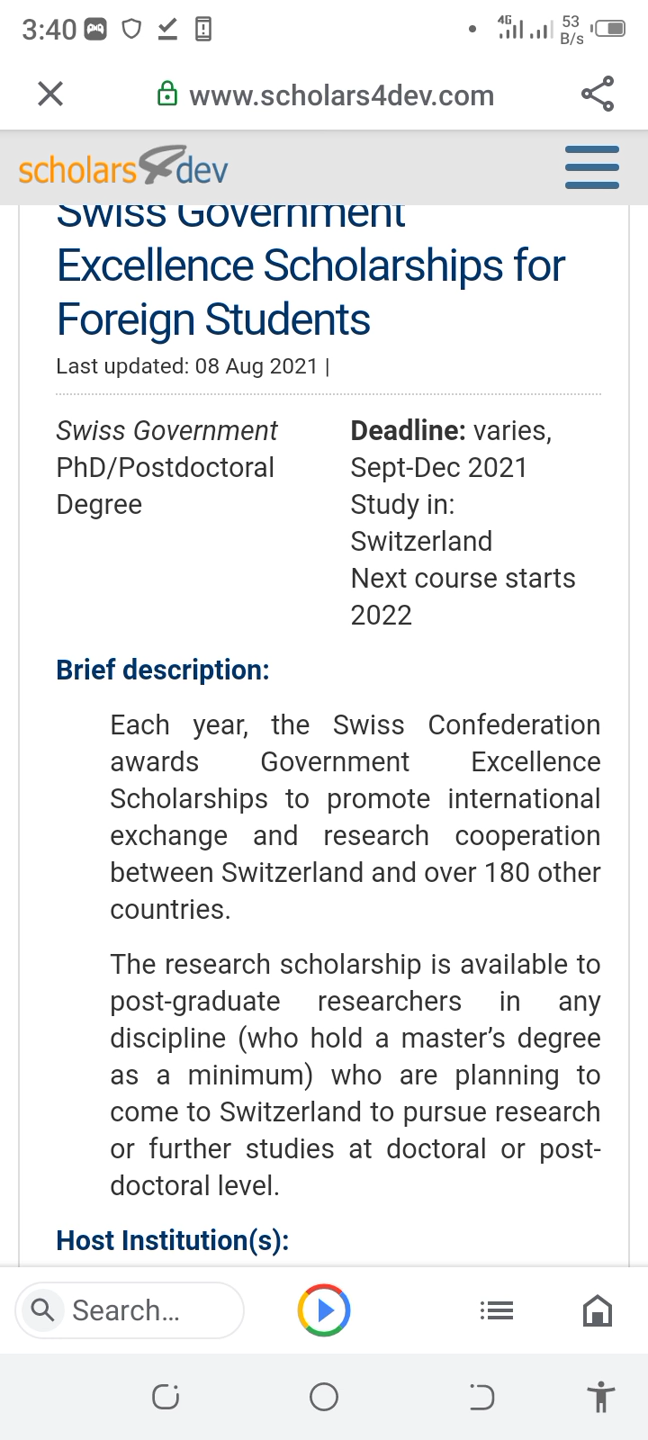 3:40
4G
53
B/s
www.scholars4dev.com
scholars4dev
Swiss Government
Excellence Scholarships for
Foreign Students
Last updated: 08 Aug 2021 |
Swiss Government
PhD/Postdoctoral
Degree
Deadline: varies,
Sept-Dec 2021
Study in:
Switzerland
Next course starts
2022
Brief description:
Each year, the Swiss Confederation
awards Government Excellence
Scholarships to promote international
exchange and research cooperation
between Switzerland and over 180 other
countries.
The research scholarship is available to
post-graduate researchers in any
discipline (who hold a master’s degree
as a minimum) who are planning to
come to Switzerland to pursue research
or further studies at doctoral or post-
doctoral level.
Host Institution(s):
Search...